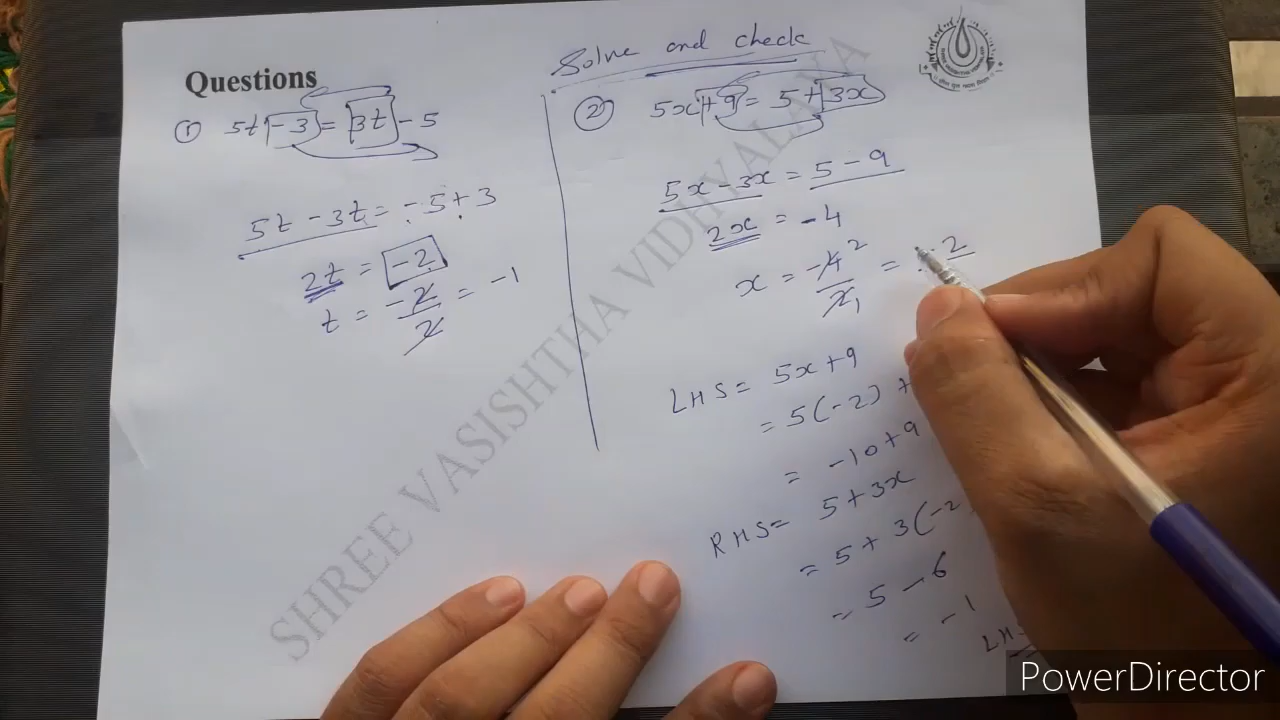 Solve and check
Questions
① 5t - 3 = 3t - 5
5t - 3t = -5 + 3
2t = -2
t = -2/2 = -1
② 5x + 9 = 5 + 3x
5x - 3x = 5 - 9
2x = -4
x = -4/2 = -2
LHS = 5x + 9
= 5(-2) +
= -10 + 9
RHS = 5 + 3x
= 5 + 3(-2
= 5 - 6
= -1
LHS
SHREE VASISHTHA VIDHYALAYA
PowerDirector